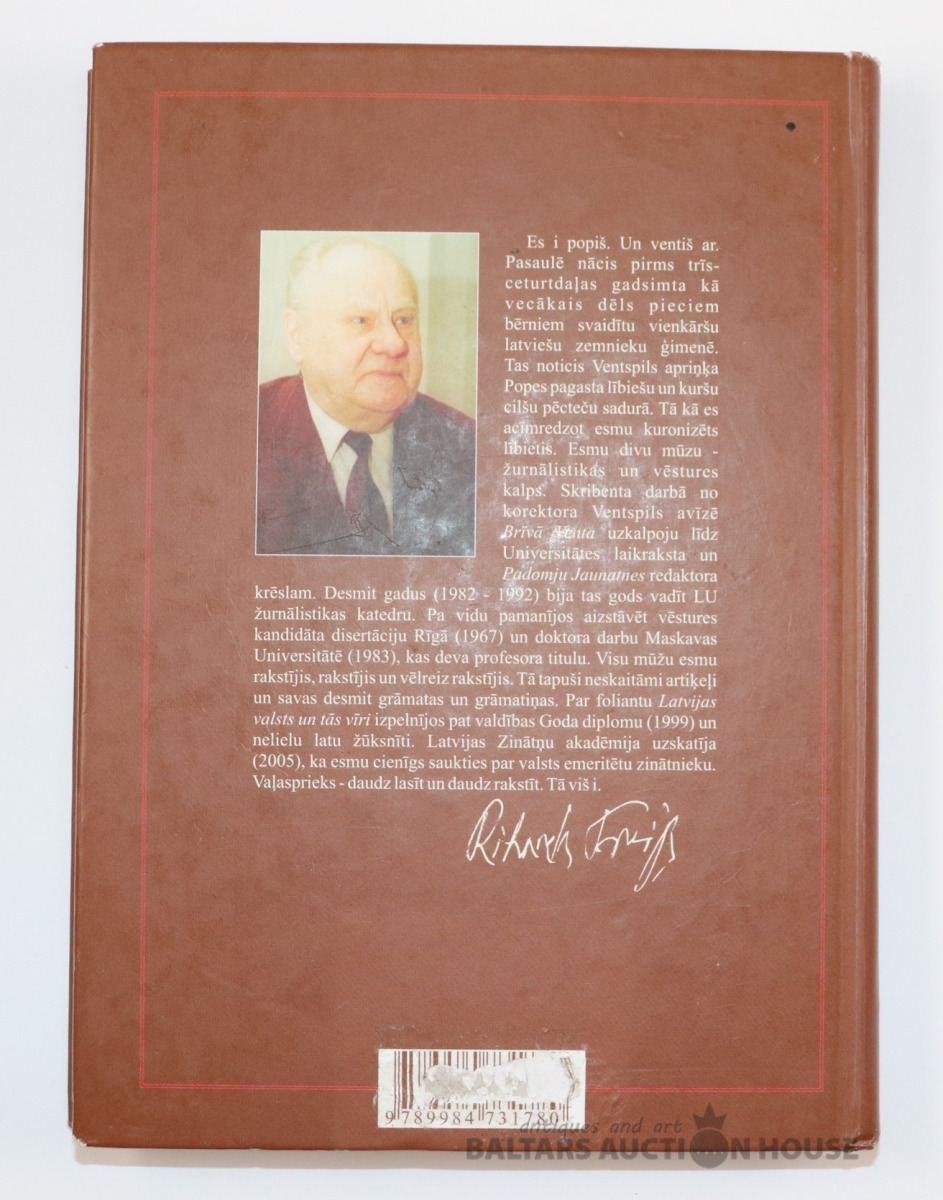 Es i popiš. Un ventiš ar.
Pasaulē nācis pirms trīs-
ceturtdaļas gadsimta kā
vecākais dēls pieciem
bērniem svaidītu vienkāršu
latviešu zemnieku ģimenē.
Tas noticis Ventspils apriņķa
Popes pagasta lībiešu un kuršu
cilšu pēcteču sadurā. Tā kā es
acīmredzot esmu kuronizēts
lībietis. Esmu divu mūzu -
žurnālistikas un vēstures
kalps. Skribenta darbā no
korektora Ventspils avīzē
Brīvā Venta uzkalpoju līdz
Universitātes laikraksta un
Padomju Jaunatnes redaktora
krēslam. Desmit gadus (1982 - 1992) bija tas gods vadīt LU
žurnālistikas katedru. Pa vidu pamanījos aizstāvēt vēstures
kandidāta disertāciju Rīgā (1967) un doktora darbu Maskavas
Universitātē (1983), kas deva profesora titulu. Visu mūžu esmu
rakstījis, rakstījis un vēlreiz rakstījis. Tā tapuši neskaitāmi artiķeļi
un savas desmit grāmatas un grāmatiņas. Par foliantu Latvijas
valsts un tās vīri izpelnījos pat valdības Goda diplomu (1999) un
nelielu latu žūksnīti. Latvijas Zinātņu akadēmija uzskatīja
(2005), ka esmu cienīgs saukties par valsts emeritētu zinātnieku.
Vaļasprieks - daudz lasīt un daudz rakstīt. Tā viš i.
9 789984 731780
antiques and art
BALTARS AUCTION HOUSE